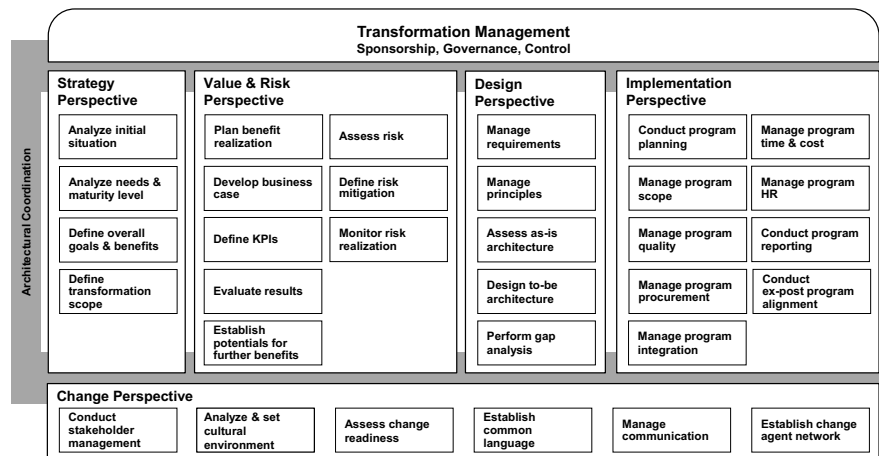 Transformation Management
Sponsorship, Governance, Control
Architectural Coordination
Strategy
Perspective
Analyze initial
situation
Analyze needs &
maturity level
Define overall
goals & benefits
Define
transformation
scope
Value & Risk
Perspective
Plan benefit
realization
Develop business
case
Define KPIs
Evaluate results
Establish
potentials for
further benefits
Assess risk
Define risk
mitigation
Monitor risk
realization
Design
Perspective
Manage
requirements
Manage
principles
Assess as-is
architecture
Design to-be
architecture
Perform gap
analysis
Implementation
Perspective
Conduct program
planning
Manage program
scope
Manage program
quality
Manage program
procurement
Manage program
integration
Manage program
time & cost
Manage program
HR
Conduct program
reporting
Conduct
ex-post program
alignment
Change Perspective
Conduct
stakeholder
management
Analyze & set
cultural
environment
Assess change
readiness
Establish
common
language
Manage
communication
Establish change
agent network